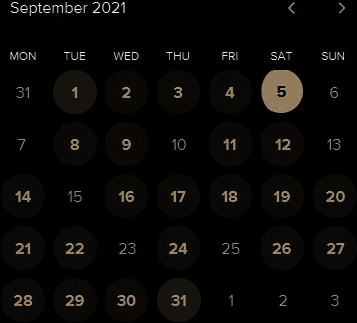 September 2021
MON TUE WED THU FRI SAT SUN
31 1 2 3 4 5 6
7 8 9 10 11 12 13
14 15 16 17 18 19 20
21 22 23 24 25 26 27
28 29 30 31 1 2 3